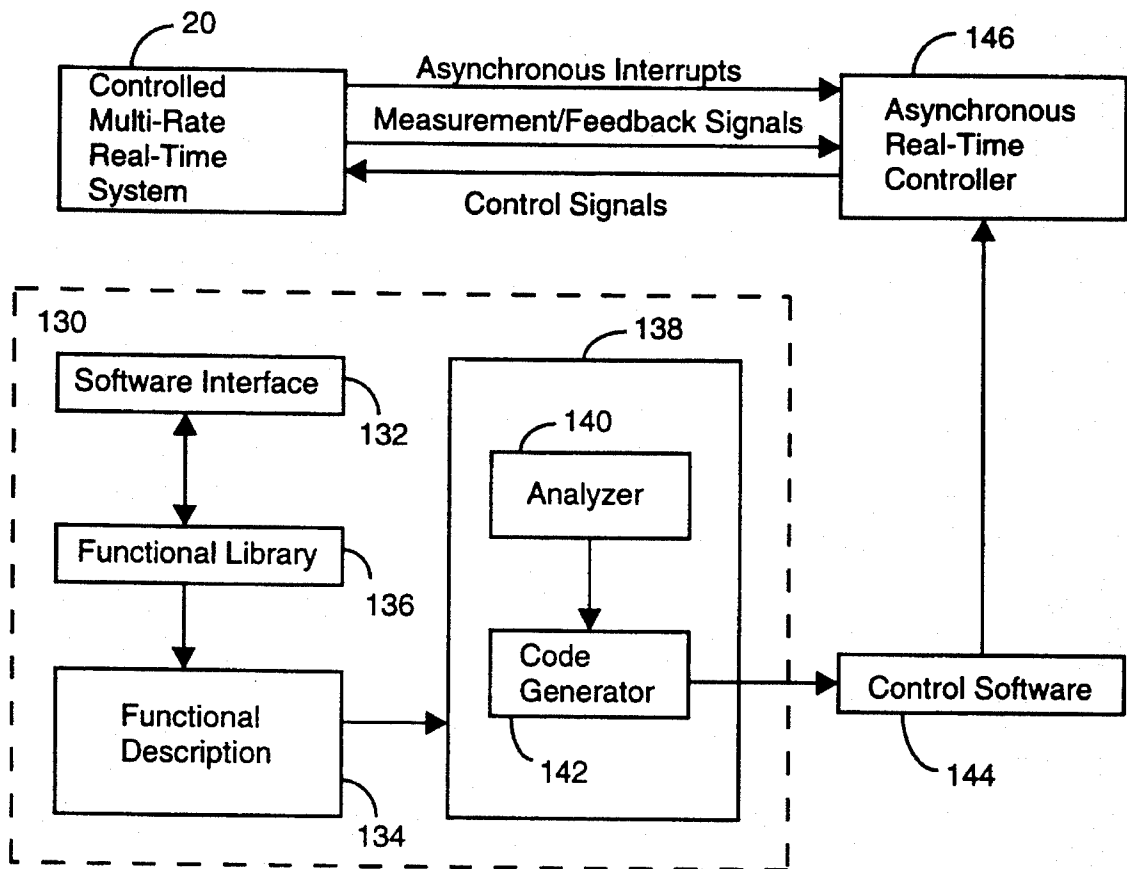 20
146
Controlled
Multi-Rate
Real-Time
System
Asynchronous Interrupts
Measurement/Feedback Signals
Control Signals
Asynchronous
Real-Time
Controller
130
138
Software Interface
132
140
Analyzer
Functional Library
136
Code
Generator
142
Control Software
144
Functional
Description
134